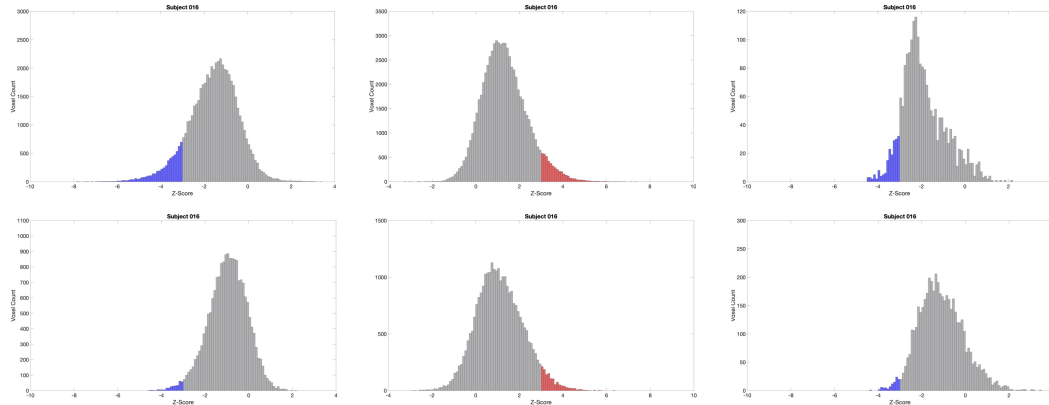 Subject 016
Voxel Count
3000
2500
2000
1500
1000
500
0
-10 -8 -6 -4 -2 0 2 4
Z-Score
Subject 016
Voxel Count
3500
3000
2500
2000
1500
1000
500
0
-4 -2 0 2 4 6 8 10
Z-Score
Subject 016
Voxel Count
120
100
80
60
40
20
0
-10 -8 -6 -4 -2 0 2
Z-Score
Subject 016
Voxel Count
1100
1000
900
800
700
600
500
400
300
200
100
0
-10 -8 -6 -4 -2 0 2 4
Z-Score
Subject 016
Voxel Count
1500
1000
500
0
-4 -2 0 2 4 6 8 10
Z-Score
Subject 016
Voxel Count
300
250
200
150
100
50
0
-10 -8 -6 -4 -2 0 2
Z-Score